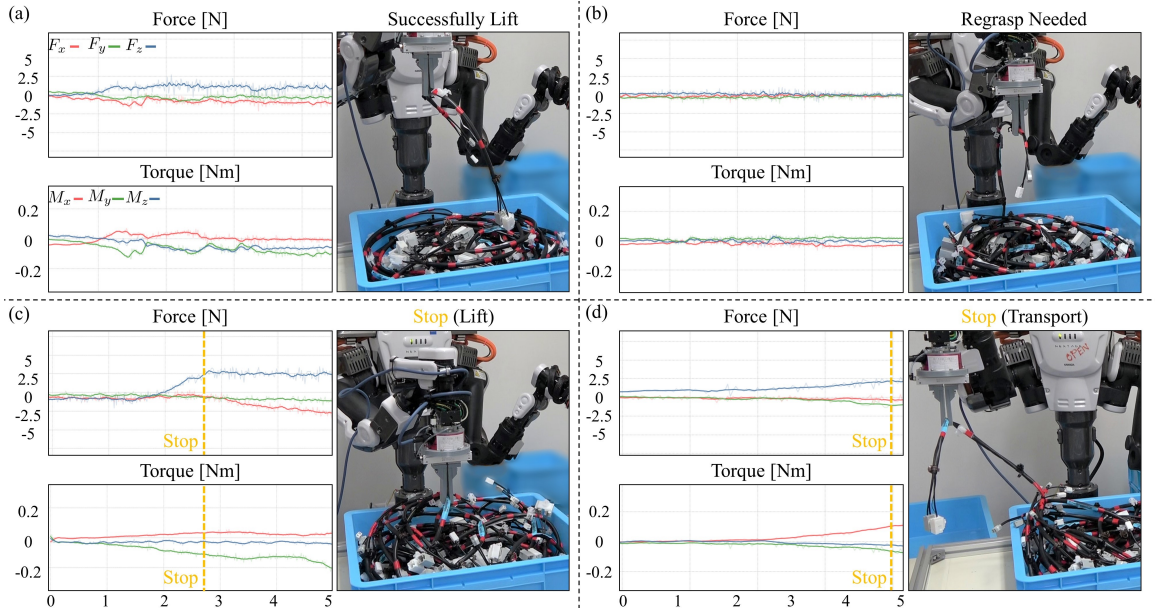 (a) Force [N] Successfully Lift
Fx Fy Fz
5
2.5
0
-2.5
-5
Torque [Nm]
Mx My Mz
0.2
0
-0.2
(b) Force [N] Regrasp Needed
5
2.5
0
-2.5
-5
Torque [Nm]
0.2
0
-0.2
(c) Force [N] Stop (Lift)
5
2.5
0
-2.5
-5
Stop
Torque [Nm]
0.2
0
-0.2
Stop
0 1 2 3 4 5
(d) Force [N] Stop (Transport)
5
2.5
0
-2.5
-5
Stop
Torque [Nm]
0.2
0
-0.2
Stop
0 1 2 3 4 5
OPEN